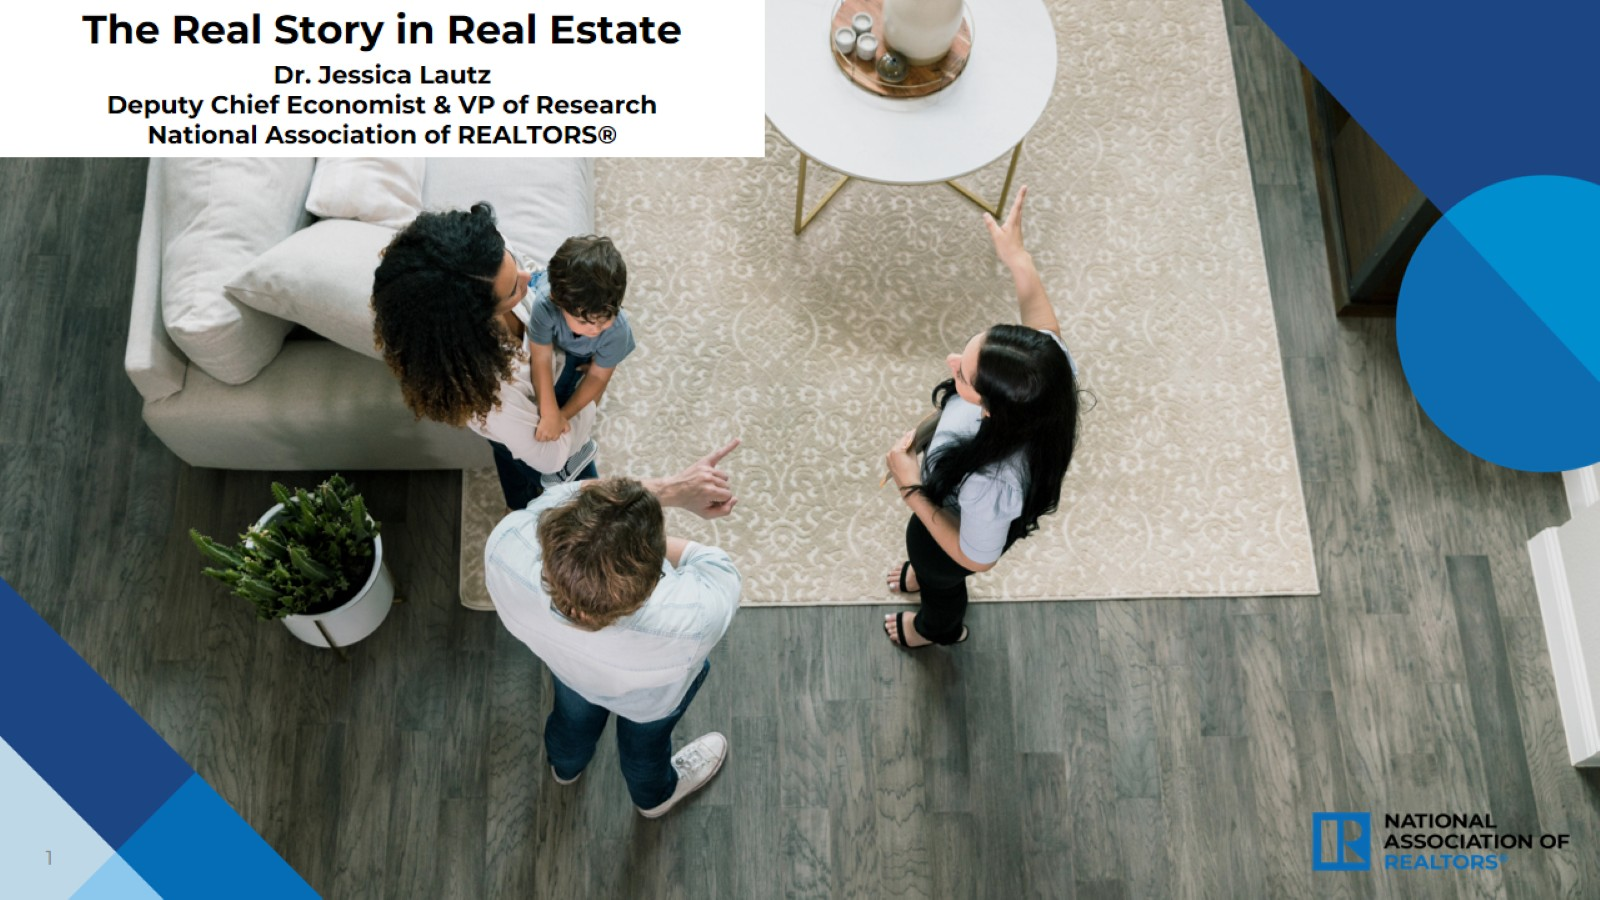 The Real Story in Real Estate
Dr. Jessica Lautz
Deputy Chief Economist & VP of Research
National Association of REALTORS®
1
NATIONAL
ASSOCIATION OF
REALTORS®